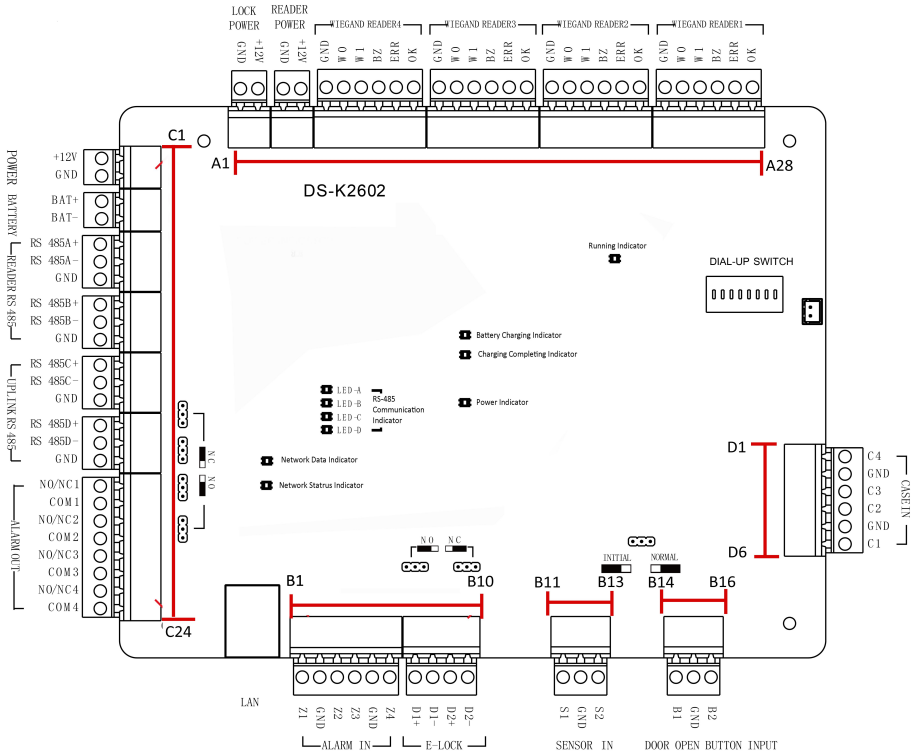 LOCK POWER
READER POWER
WIEGAND READER4
WIEGAND READER3
WIEGAND READER2
WIEGAND READER1
GND
+12V
GND
+12V
GND
W0
W1
BZ
ERR
OK
GND
W0
W1
BZ
ERR
OK
GND
W0
W1
BZ
ERR
OK
GND
W0
W1
BZ
ERR
OK
C1
A1
A28
DS-K2602
POWER
+12V
GND
BATTERY
BAT+
BAT-
READER RS 485
RS 485A+
RS 485A-
GND
RS 485B+
RS 485B-
GND
UPLINK RS 485
RS 485C+
RS 485C-
GND
RS 485D+
RS 485D-
GND
ALARM OUT
NO/NC1
COM1
NO/NC2
COM2
NO/NC3
COM3
NO/NC4
COM4
C24
NC
NO
Running Indicator
DIAL-UP SWITCH
Battery Charging Indicator
Charging Completing Indicator
LED-A
LED-B
LED-C
LED-D
RS-485
Communication
Indicator
Power Indicator
Network Data Indicator
Network Statrus Indicator
D1
D6
C4
GND
C3
C2
GND
C1
CASE IN
NO
NC
INITIAL
NORMAL
B1
B10
B11
B13
B14
B16
LAN
Z1
GND
Z2
Z3
GND
Z4
ALARM IN
D1+
D1-
D2+
D2-
E-LOCK
S1
GND
S2
SENSOR IN
B1
GND
B2
DOOR OPEN BUTTON INPUT